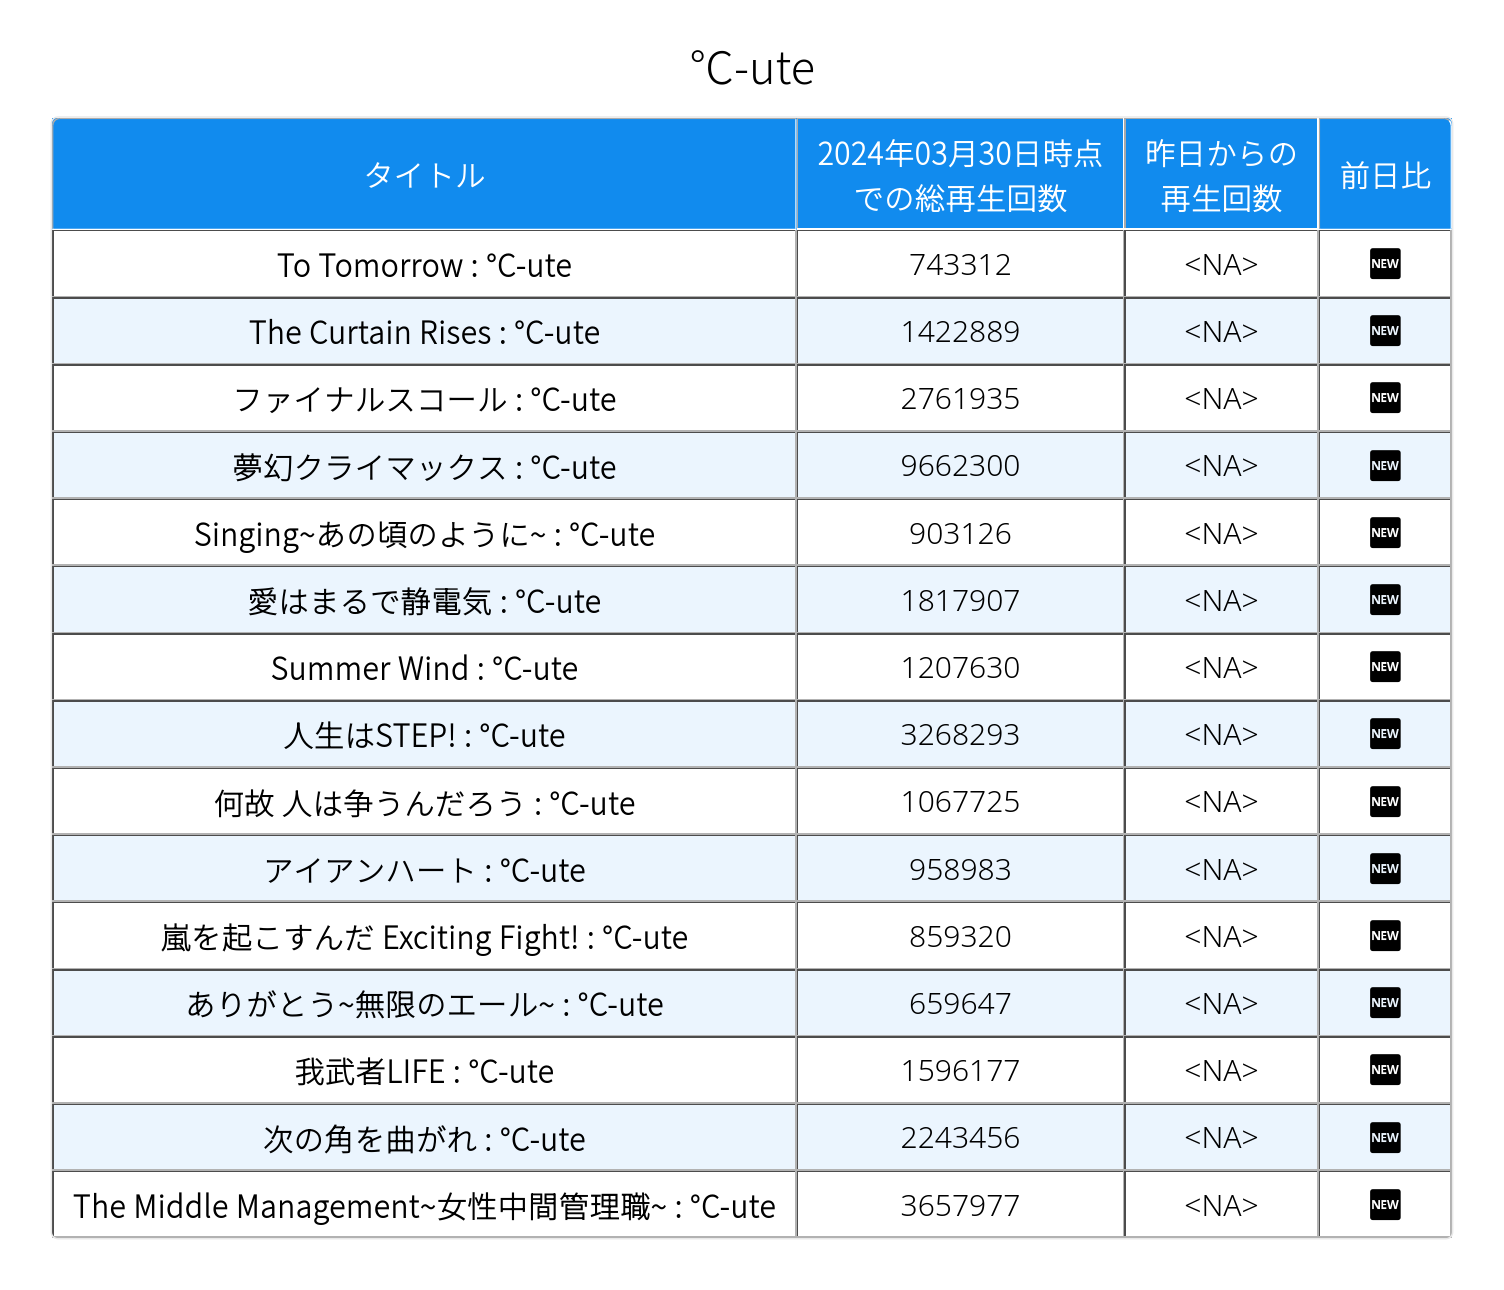 ℃-ute
タイトル
2024年03月30日時点
での総再生回数
昨日からの
再生回数
前日比
To Tomorrow : ℃-ute 743312 <NA> NEW
The Curtain Rises : ℃-ute 1422889 <NA> NEW
ファイナルスコール : ℃-ute 2761935 <NA> NEW
夢幻クライマックス : ℃-ute 9662300 <NA> NEW
Singing~あの頃のように~ : ℃-ute 903126 <NA> NEW
愛はまるで静電気 : ℃-ute 1817907 <NA> NEW
Summer Wind : ℃-ute 1207630 <NA> NEW
人生はSTEP! : ℃-ute 3268293 <NA> NEW
何故 人は争うんだろう : ℃-ute 1067725 <NA> NEW
アイアンハート : ℃-ute 958983 <NA> NEW
嵐を起こすんだ Exciting Fight! : ℃-ute 859320 <NA> NEW
ありがとう~無限のエール~ : ℃-ute 659647 <NA> NEW
我武者LIFE : ℃-ute 1596177 <NA> NEW
次の角を曲がれ : ℃-ute 2243456 <NA> NEW
The Middle Management~女性中間管理職~ : ℃-ute 3657977 <NA> NEW